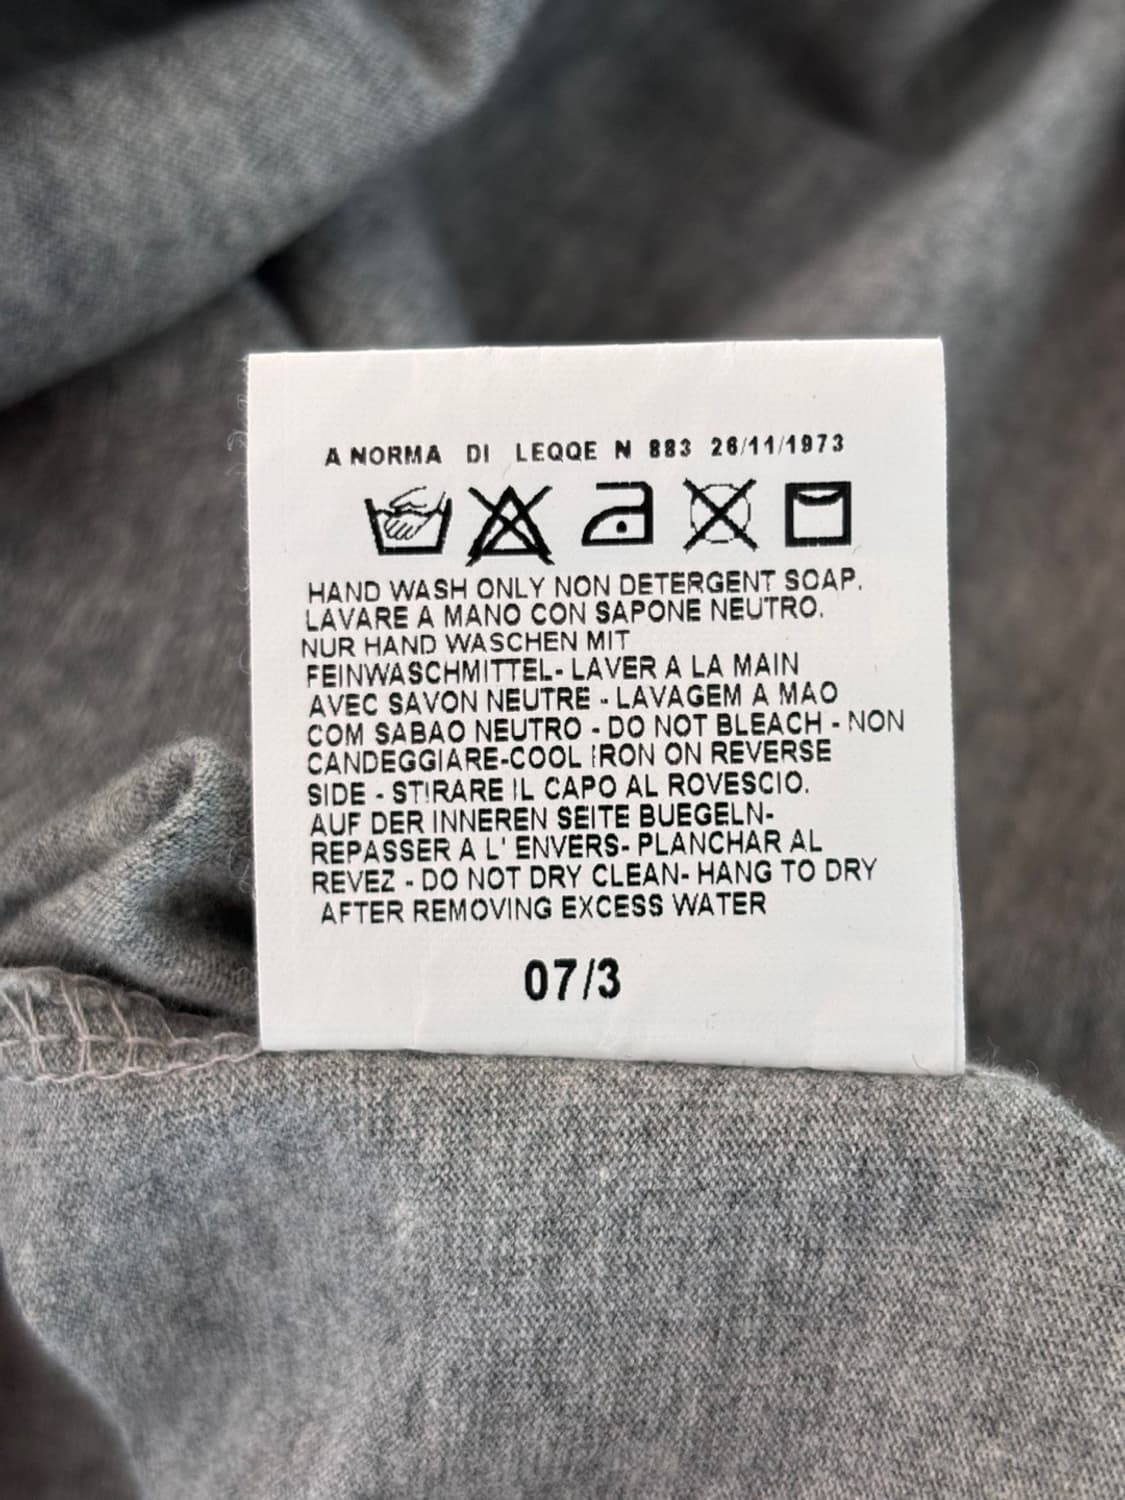 A NORMA DI LEQQE N 883 26/11/1973
HAND WASH ONLY NON DETERGENT SOAP.
LAVARE A MANO CON SAPONE NEUTRO.
NUR HAND WASCHEN MIT
FEINWASCHMITTEL- LAVER A LA MAIN
AVEC SAVON NEUTRE - LAVAGEM A MAO
COM SABAO NEUTRO - DO NOT BLEACH - NON
CANDEGGIARE-COOL IRON ON REVERSE
SIDE - STIRARE IL CAPO AL ROVESCIO.
AUF DER INNEREN SEITE BUEGELN-
REPASSER A L' ENVERS- PLANCHAR AL
REVEZ - DO NOT DRY CLEAN- HANG TO DRY
AFTER REMOVING EXCESS WATER
07/3